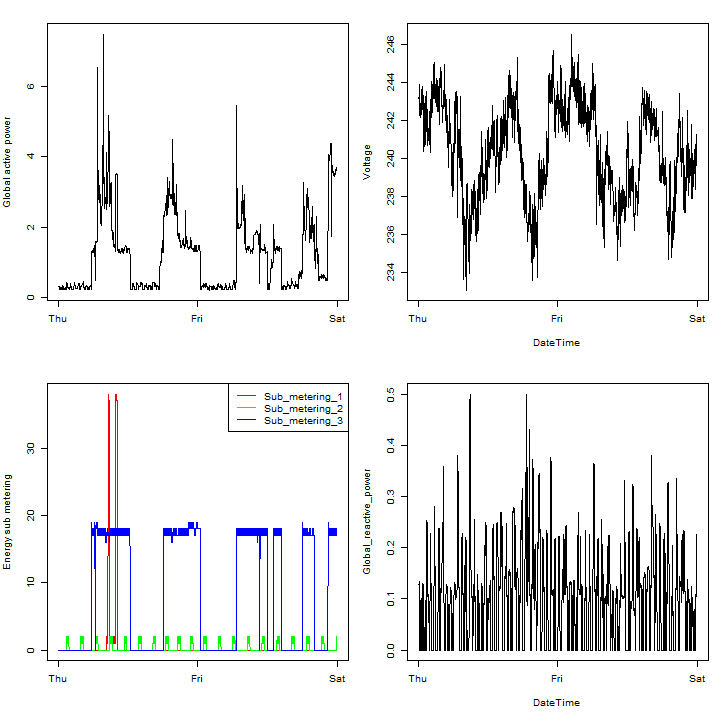 Global active power
0
2
4
6
Thu
Fri
Sat
Voltage
234
236
238
240
242
244
246
Thu
Fri
Sat
DateTime
Energy sub metering
0
10
20
30
Sub_metering_1
Sub_metering_2
Sub_metering_3
Thu
Fri
Sat
Global_reactive_power
0.0
0.1
0.2
0.3
0.4
0.5
Thu
Fri
Sat
DateTime